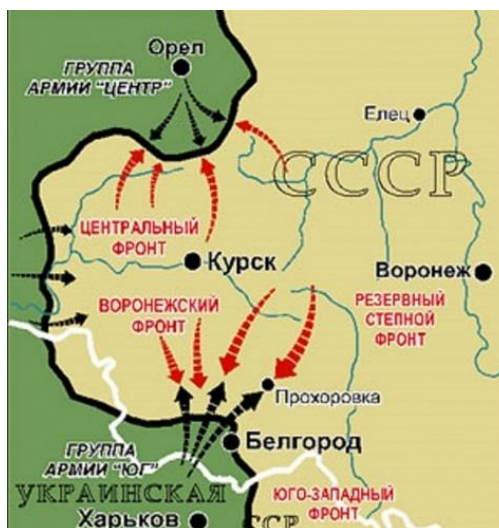 Орел
ГРУППА
АРМИИ "ЦЕНТР"
Елец
СССР
ЦЕНТРАЛЬНЫЙ
ФРОНТ
Курск
Воронеж
ВОРОНЕЖСКИЙ
ФРОНТ
РЕЗЕРВНЫЙ
СТЕПНОЙ
ФРОНТ
Прохоровка
Белгород
ГРУППА
АРМИИ "ЮГ"
УКРАИНСКАЯ
ЮГО-ЗАПАДНЫЙ
ФРОНТ
Харьков
ССР